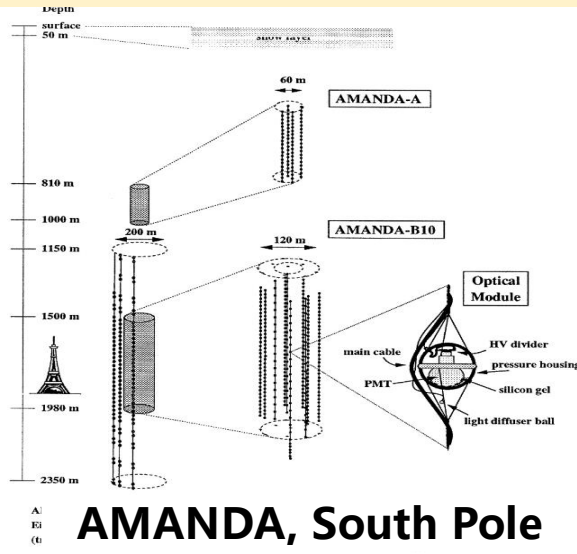 Depth
surface
50 m
snow layer
60 m
AMANDA-A
810 m
1000 m
200 m
1150 m
120 m
AMANDA-B10
Optical
Module
1500 m
HV divider
main cable
pressure housing
PMT
silicon gel
1980 m
light diffuser ball
2350 m
AMANDA, South Pole